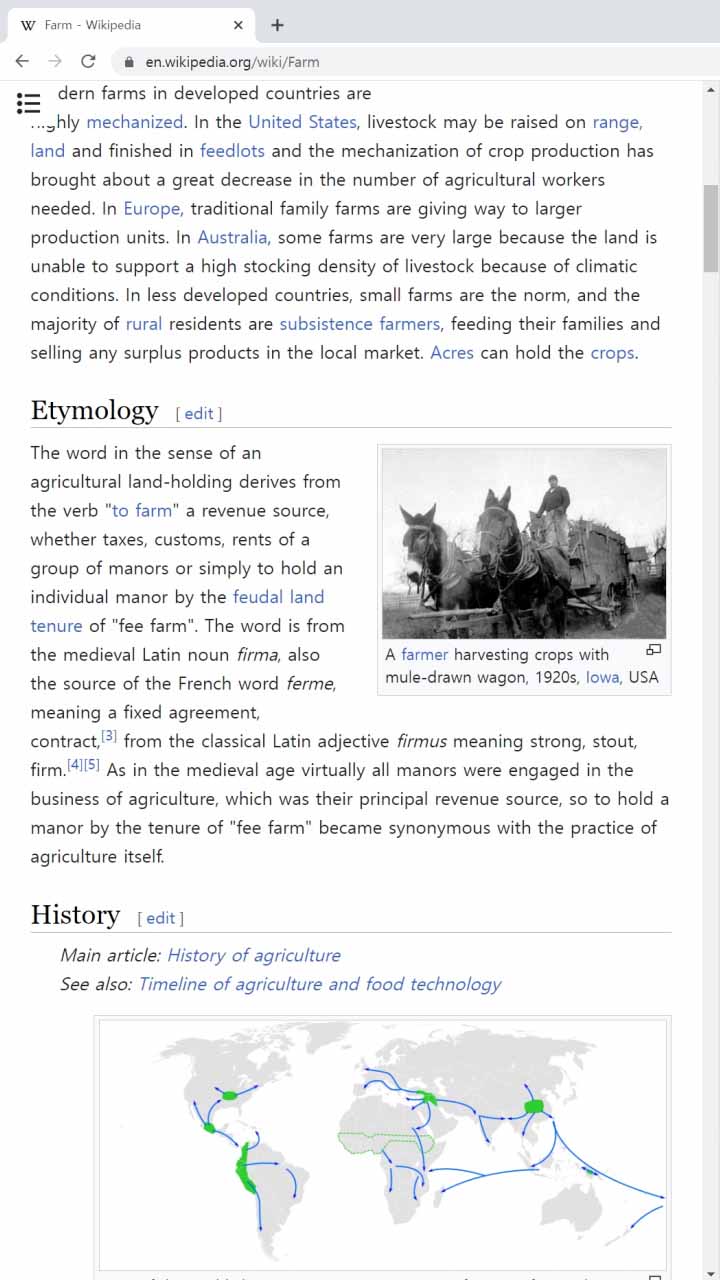 Farm - Wikipedia
en.wikipedia.org/wiki/Farm
dern farms in developed countries are
hly mechanized. In the United States, livestock may be raised on range,
land and finished in feedlots and the mechanization of crop production has
brought about a great decrease in the number of agricultural workers
needed. In Europe, traditional family farms are giving way to larger
production units. In Australia, some farms are very large because the land is
unable to support a high stocking density of livestock because of climatic
conditions. In less developed countries, small farms are the norm, and the
majority of rural residents are subsistence farmers, feeding their families and
selling any surplus products in the local market. Acres can hold the crops.
Etymology [ edit ]
The word in the sense of an
agricultural land-holding derives from
the verb "to farm" a revenue source,
whether taxes, customs, rents of a
group of manors or simply to hold an
individual manor by the feudal land
tenure of "fee farm". The word is from
the medieval Latin noun firma, also
the source of the French word ferme,
meaning a fixed agreement,
contract,[3] from the classical Latin adjective firmus meaning strong, stout,
firm.[4][5] As in the medieval age virtually all manors were engaged in the
business of agriculture, which was their principal revenue source, so to hold a
manor by the tenure of "fee farm" became synonymous with the practice of
agriculture itself.
A farmer harvesting crops with
mule-drawn wagon, 1920s, Iowa, USA
History [ edit ]
Main article: History of agriculture
See also: Timeline of agriculture and food technology